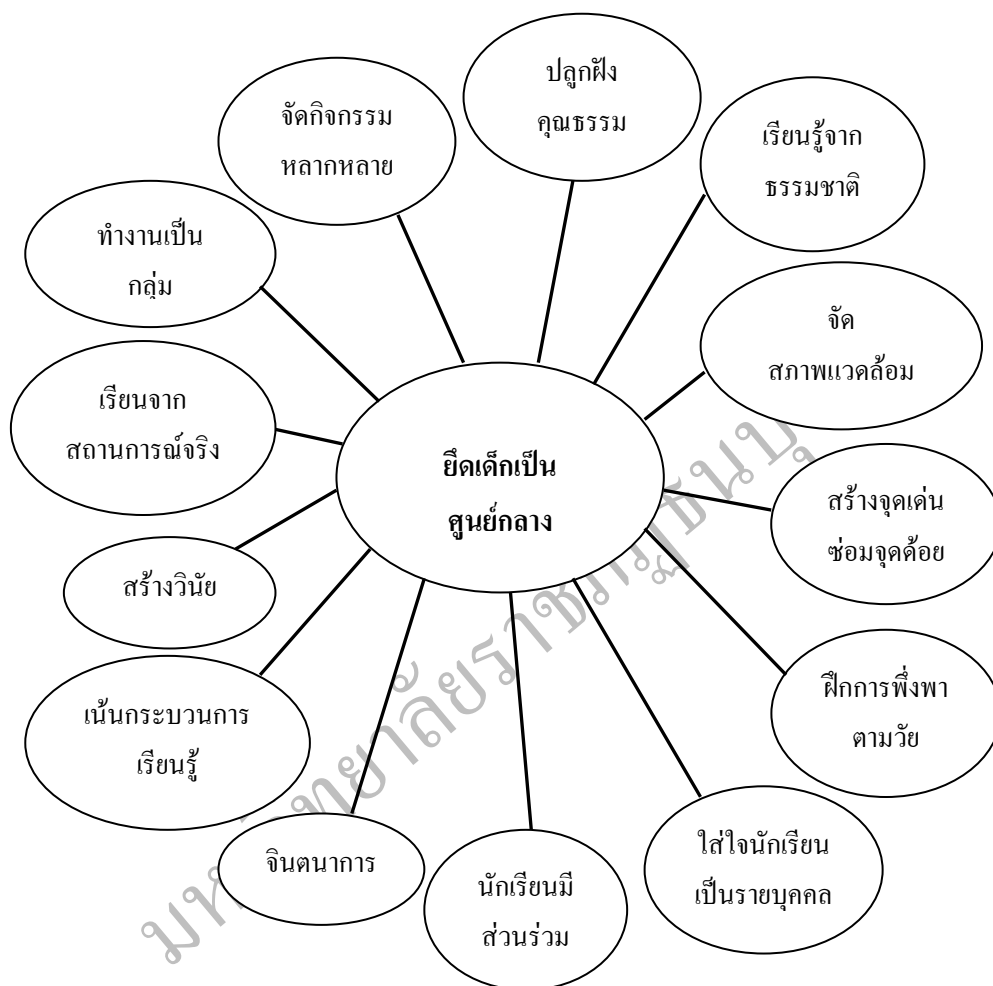 ปลูกฝัง
คุณธรรม
จัดกิจกรรม
หลากหลาย
เรียนรู้จาก
ธรรมชาติ
ทำงานเป็น
กลุ่ม
จัด
สภาพแวดล้อม
เรียนจาก
สถานการณ์จริง
ยึดเด็กเป็น
ศูนย์กลาง
สร้างจุดเด่น
ซ่อมจุดด้อย
สร้างวินัย
ฝึกการพึ่งพา
ตามวัย
เน้นกระบวนการ
เรียนรู้
ใส่ใจนักเรียน
เป็นรายบุคคล
จินตนาการ
นักเรียนมี
ส่วนร่วม